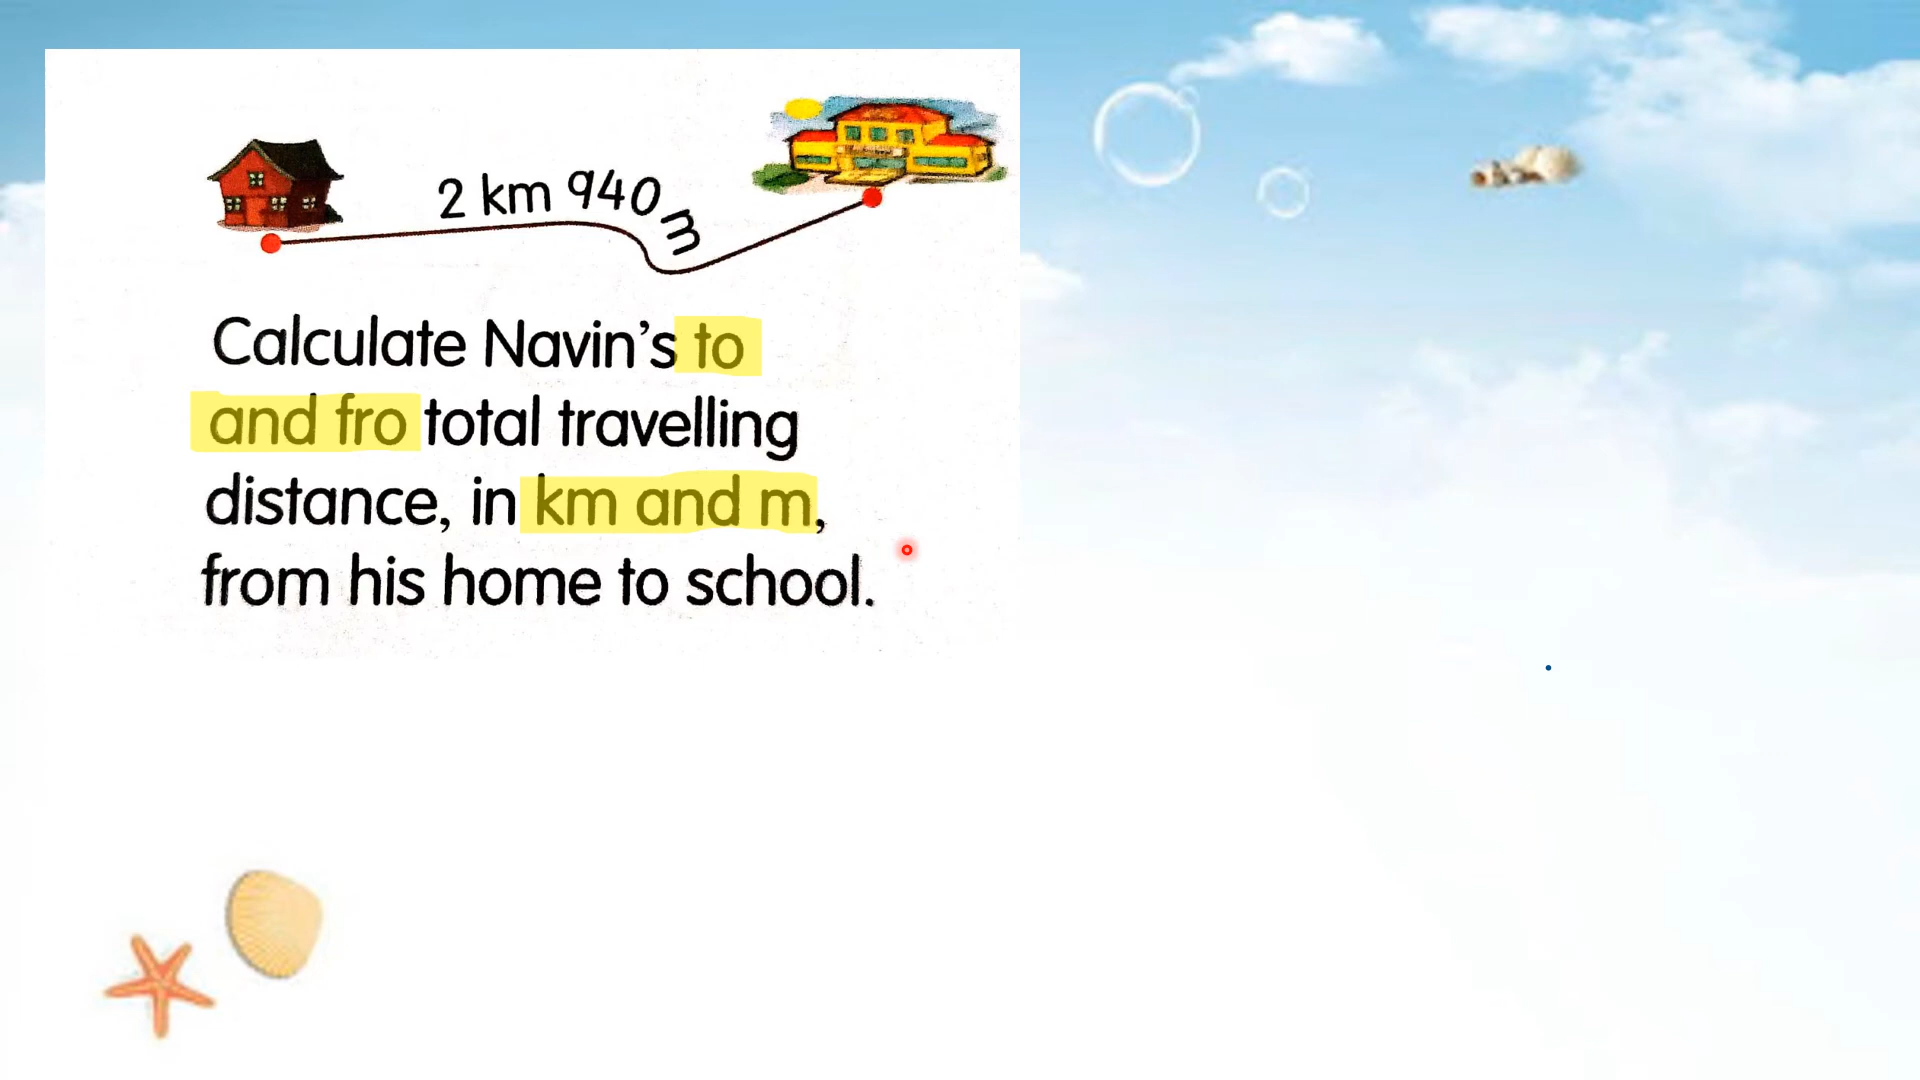 2 km 940 m
Calculate Navin's to
and fro total travelling
distance, in km and m,
from his home to school.